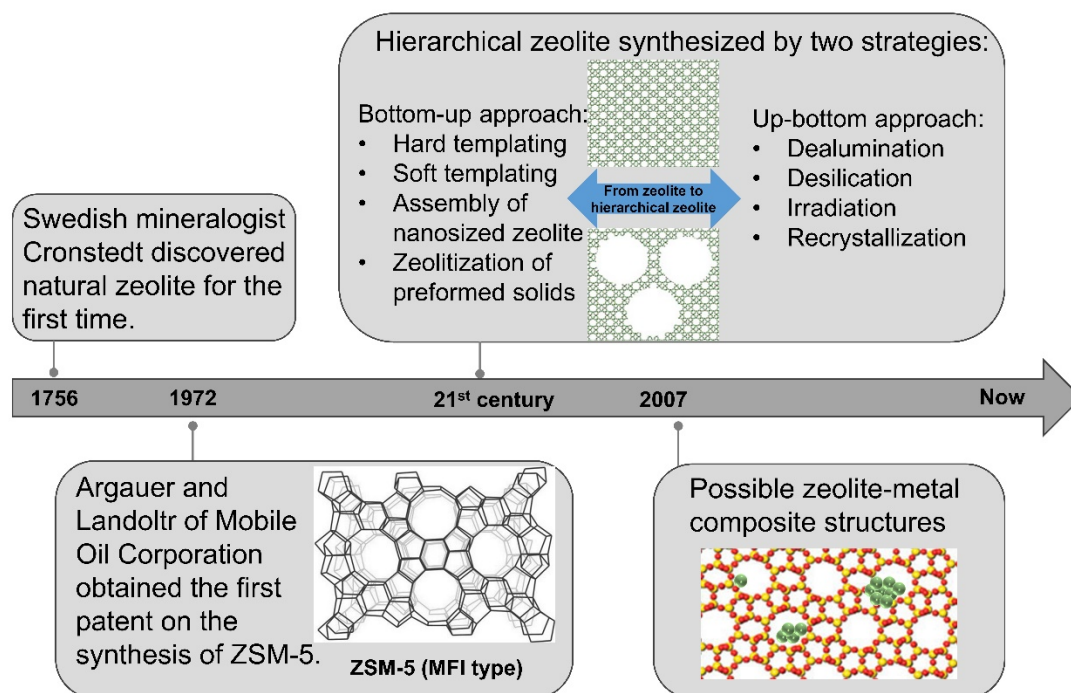 Hierarchical zeolite synthesized by two strategies:
Bottom-up approach:
• Hard templating
• Soft templating
• Assembly of
nanosized zeolite
• Zeolitization of
preformed solids
From zeolite to
hierarchical zeolite
Up-bottom approach:
• Dealumination
• Desilication
• Irradiation
• Recrystallization
Swedish mineralogist
Cronstedt discovered
natural zeolite for the
first time.
1756
1972
21st century
2007
Now
Argauer and
Landoltr of Mobile
Oil Corporation
obtained the first
patent on the
synthesis of ZSM-5.
ZSM-5 (MFI type)
Possible zeolite-metal
composite structures